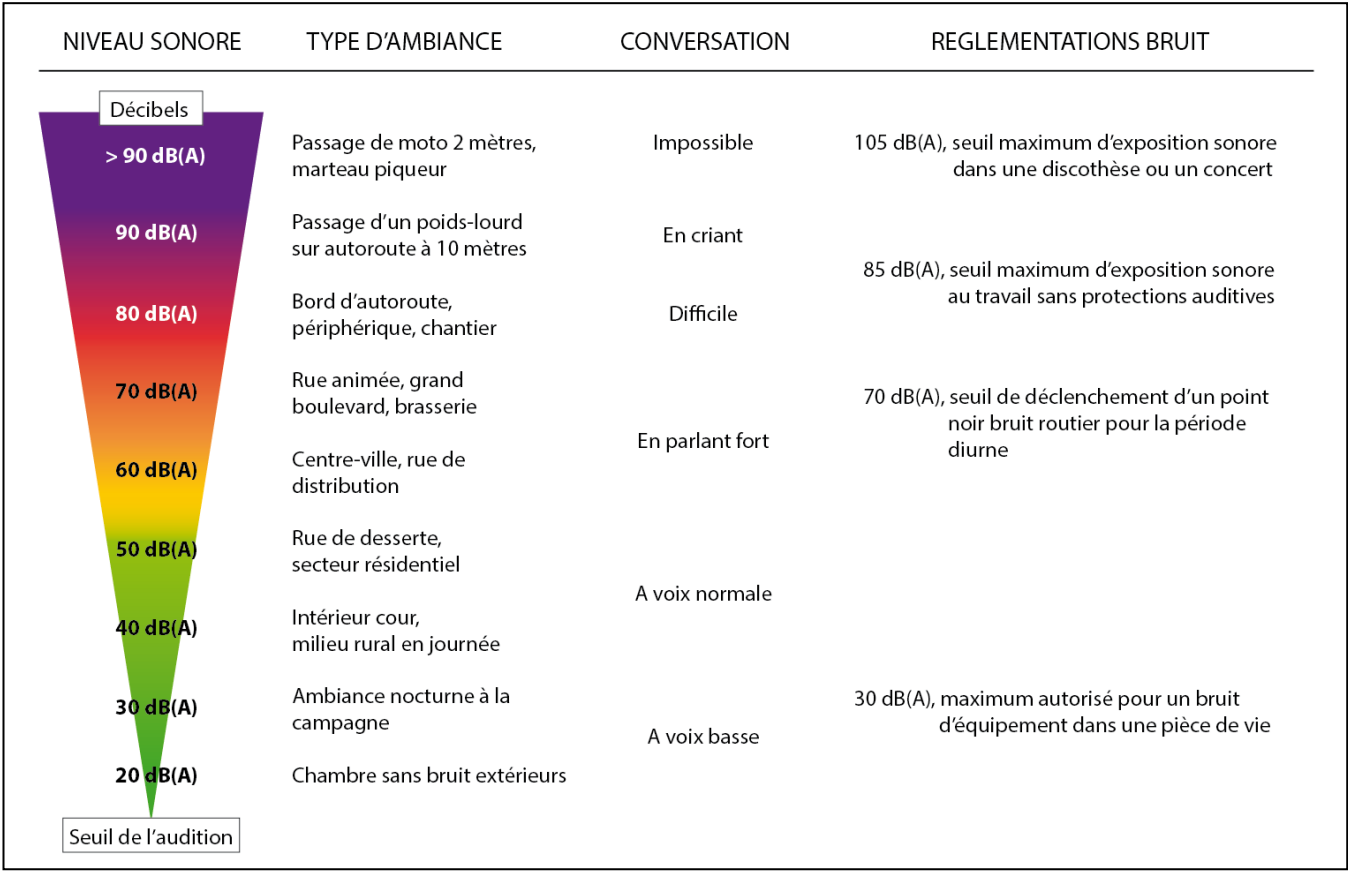 NIVEAU SONORE
TYPE D’AMBIANCE
CONVERSATION
REGLEMENTATIONS BRUIT
Décibels
> 90 dB(A)
Passage de moto 2 mètres,
marteau piqueur
Impossible
105 dB(A), seuil maximum d’exposition sonore
dans une discothèse ou un concert
90 dB(A)
Passage d’un poids-lourd
sur autoroute à 10 mètres
En criant
85 dB(A), seuil maximum d’exposition sonore
au travail sans protections auditives
80 dB(A)
Bord d’autoroute,
périphérique, chantier
Difficile
70 dB(A)
Rue animée, grand
boulevard, brasserie
70 dB(A), seuil de déclenchement d’un point
noir bruit routier pour la période
diurne
En parlant fort
60 dB(A)
Centre-ville, rue de
distribution
50 dB(A)
Rue de desserte,
secteur résidentiel
A voix normale
40 dB(A)
Intérieur cour,
milieu rural en journée
30 dB(A)
Ambiance nocturne à la
campagne
30 dB(A), maximum autorisé pour un bruit
d’équipement dans une pièce de vie
A voix basse
20 dB(A)
Chambre sans bruit extérieurs
Seuil de l’audition